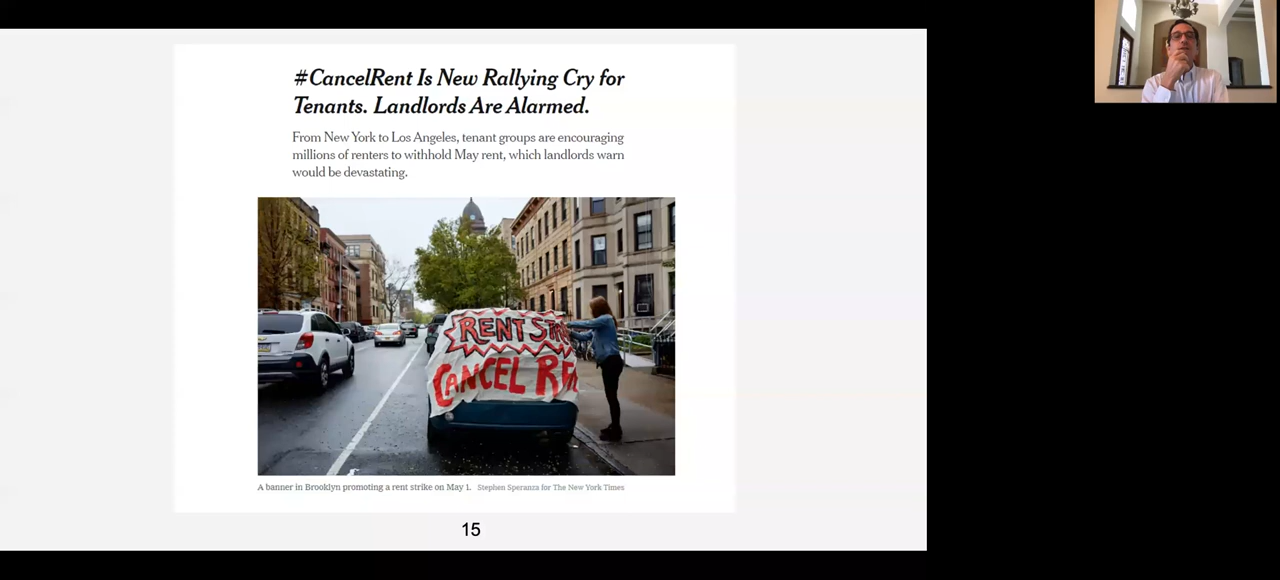 #CancelRent Is New Rallying Cry for
Tenants. Landlords Are Alarmed.
From New York to Los Angeles, tenant groups are encouraging
millions of renters to withhold May rent, which landlords warn
would be devastating.
RENT
CANCEL
A banner in Brooklyn promoting a rent strike on May 1. Stephen Speranza for The New York Times
15